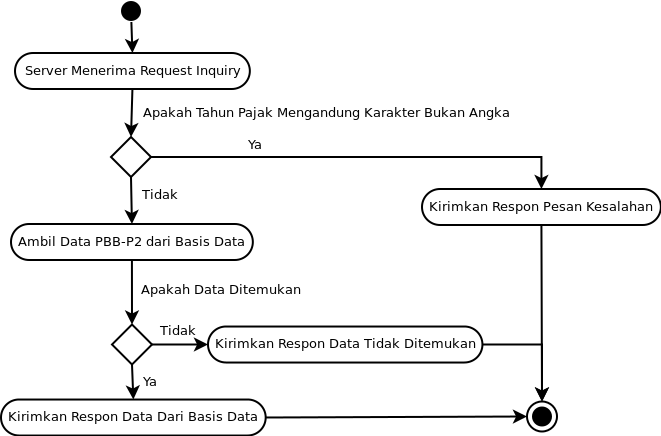 Server Menerima Request Inquiry
Apakah Tahun Pajak Mengandung Karakter Bukan Angka
Ya
Tidak
Kirimkan Respon Pesan Kesalahan
Ambil Data PBB-P2 dari Basis Data
Apakah Data Ditemukan
Tidak
Kirimkan Respon Data Tidak Ditemukan
Ya
Kirimkan Respon Data Dari Basis Data